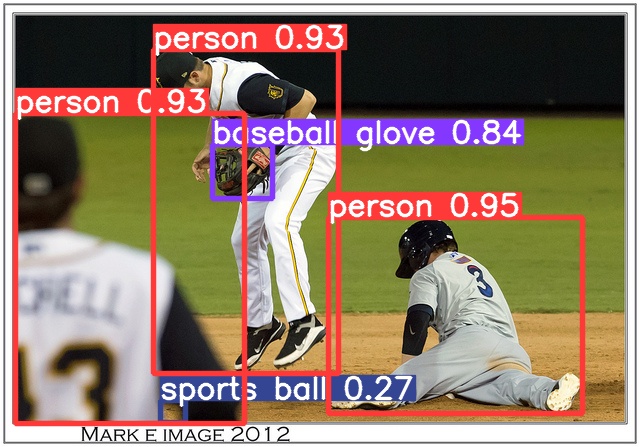 person 0.93
person 0.93
baseball glove 0.84
person 0.95
3
13
sports ball 0.27
MARK E IMAGE 2012